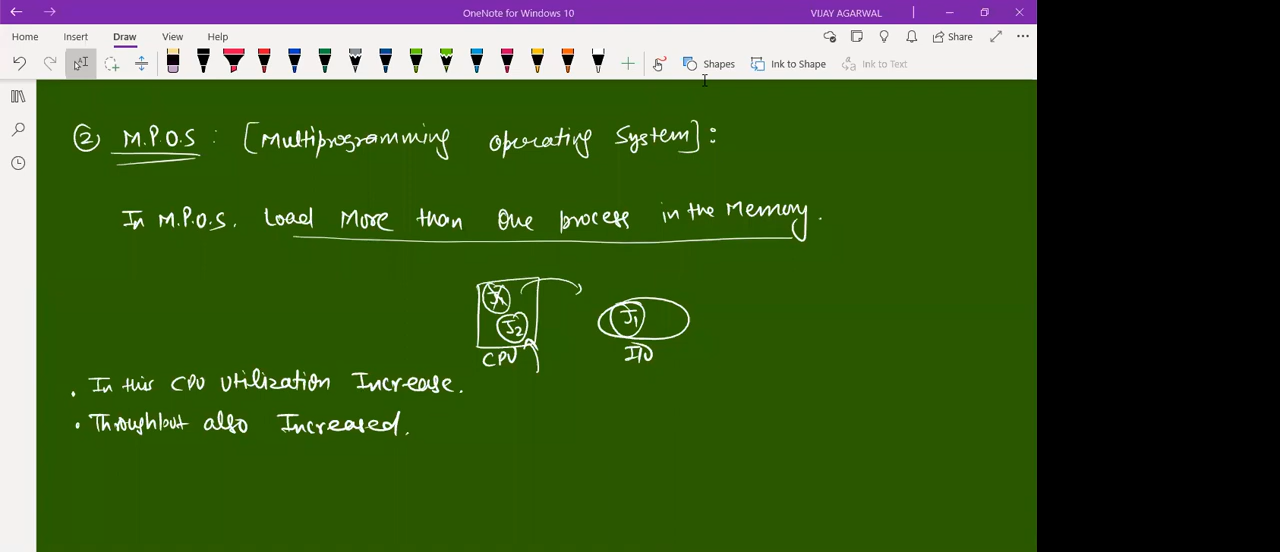 OneNote for Windows 10
VIJAY AGARWAL
Home Insert Draw View Help
Share
Shapes Ink to Shape Ink to Text
② M.P.O.S : [Multiprogramming operating System] :
In M.P.O.S. Load More than One process in the Memory.
J1
J2
J1
CPU
I/O
. In this CPU Utilization Increase.
. Throughput also Increased.